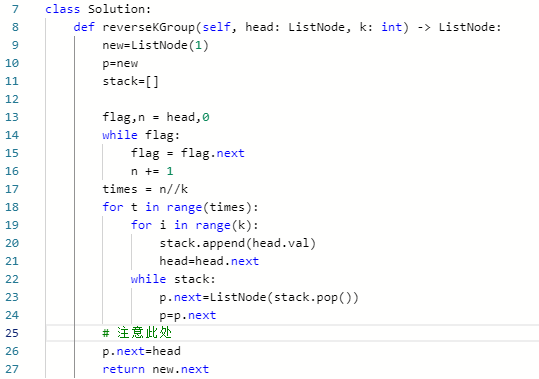 7 class Solution:
8 def reverseKGroup(self, head: ListNode, k: int) -> ListNode:
9 new=ListNode(1)
10 p=new
11 stack=[]
12
13 flag,n = head,0
14 while flag:
15 flag = flag.next
16 n += 1
17 times = n//k
18 for t in range(times):
19 for i in range(k):
20 stack.append(head.val)
21 head=head.next
22 while stack:
23 p.next=ListNode(stack.pop())
24 p=p.next
25 # 注意此处
26 p.next=head
27 return new.next